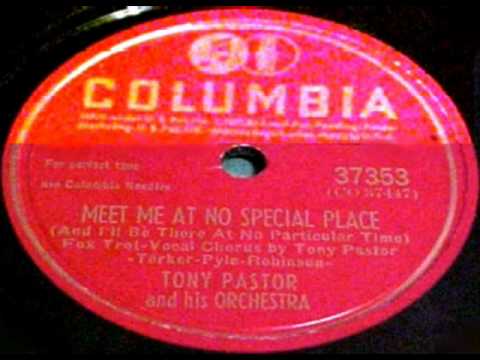 COLUMBIA
For perfect tone
use Columbia Needles
37353
(CO 37447)
MEET ME AT NO SPECIAL PLACE
(And I'll Be There At No Particular Time)
Fox Trot-Vocal Chorus by Tony Pastor
-Terker-Pyle-Robinson-
TONY PASTOR
and his ORCHESTRA